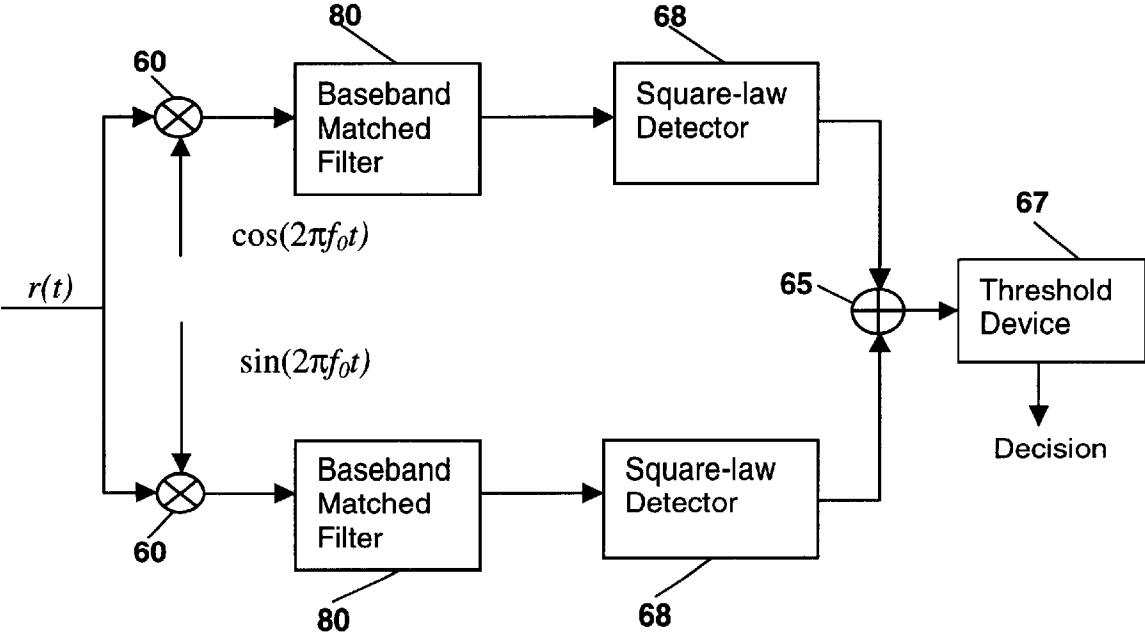 80
68
60
Baseband
Matched
Filter
Square-law
Detector
67
cos(2πf₀t)
r(t)
65
Threshold
Device
sin(2πf₀t)
Decision
Baseband
Matched
Filter
Square-law
Detector
60
80
68